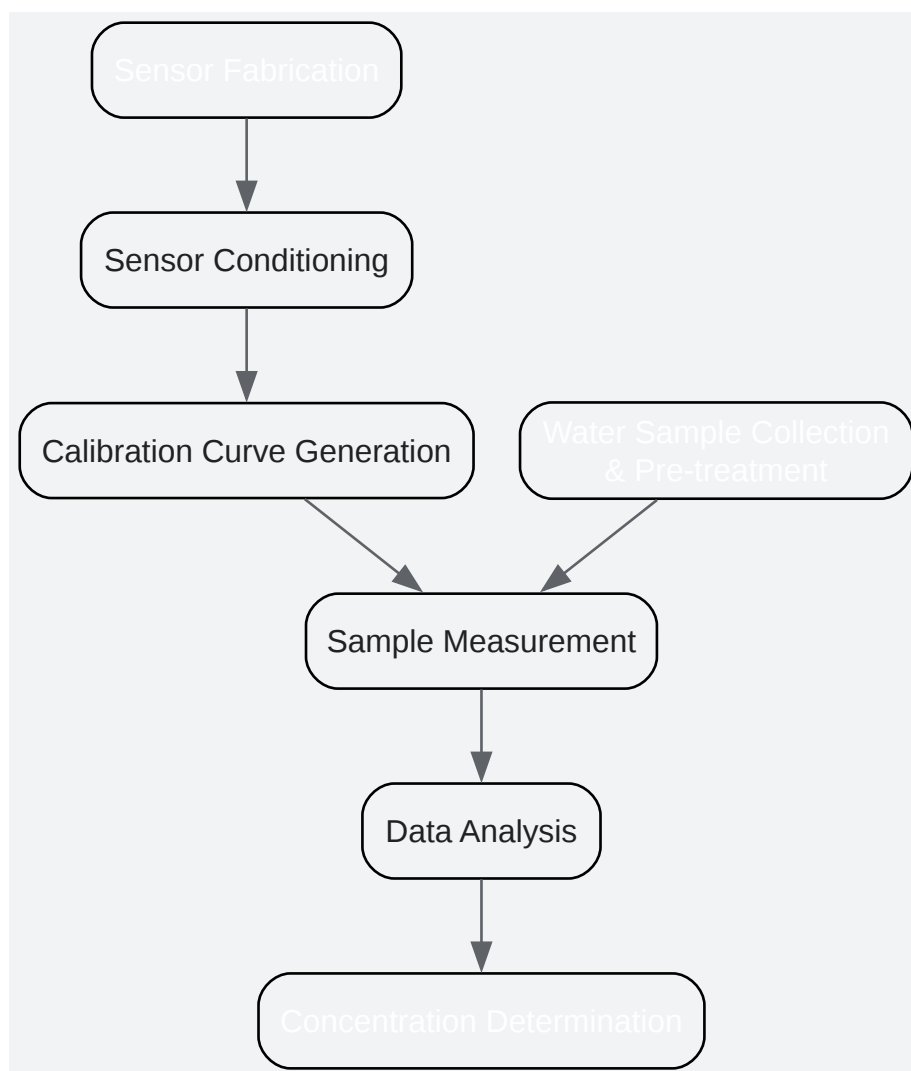 Sensor Fabrication
Sensor Conditioning
Calibration Curve Generation
Water Sample Collection
& Pre-treatment
Sample Measurement
Data Analysis
Concentration Determination